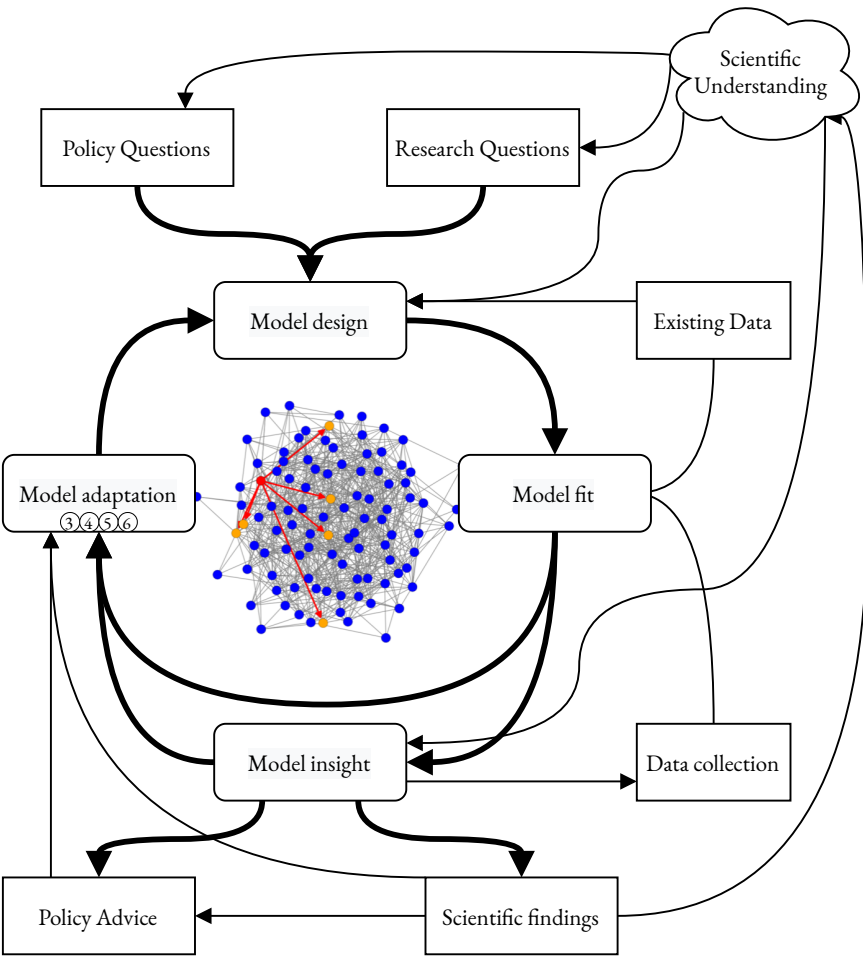 Scientific
Understanding
Policy Questions
Research Questions
Model design
Existing Data
Model adaptation
3 4 5 6
Model fit
Model insight
Data collection
Policy Advice
Scientific findings